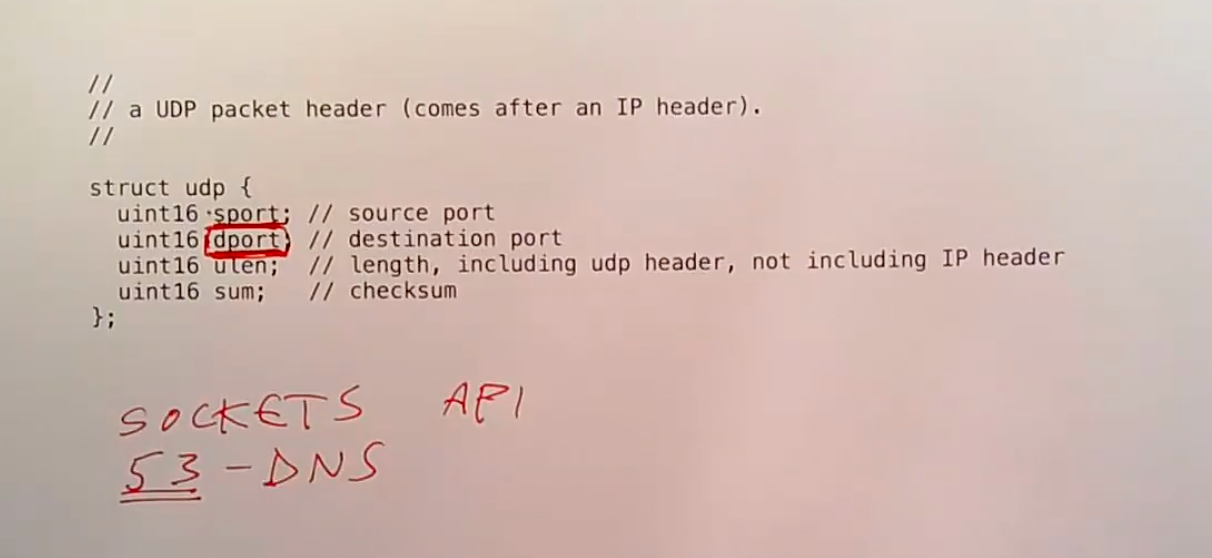 //
// a UDP packet header (comes after an IP header).
//
struct udp {
uint16 sport; // source port
uint16 dport; // destination port
uint16 ulen; // length, including udp header, not including IP header
uint16 sum; // checksum
};
SOCKETS API
53 - DNS